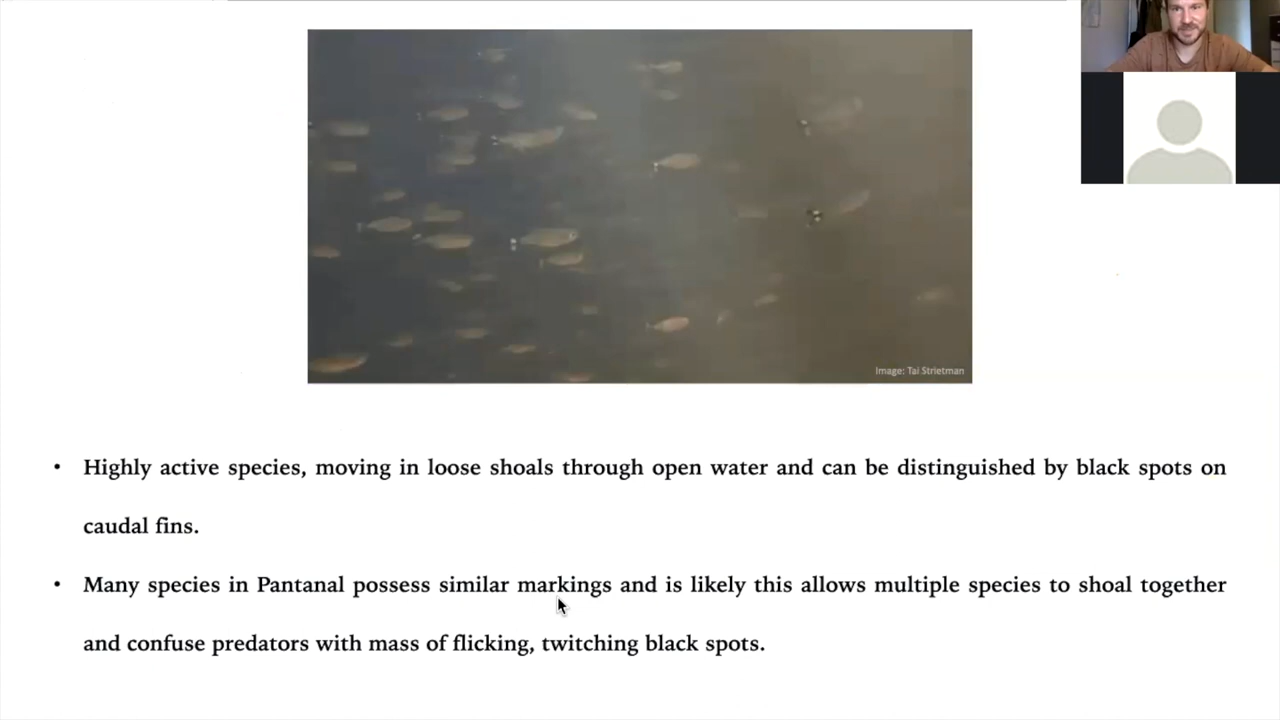 Image: Tai Strietman
• Highly active species, moving in loose shoals through open water and can be distinguished by black spots on
caudal fins.
• Many species in Pantanal possess similar markings and is likely this allows multiple species to shoal together
and confuse predators with mass of flicking, twitching black spots.